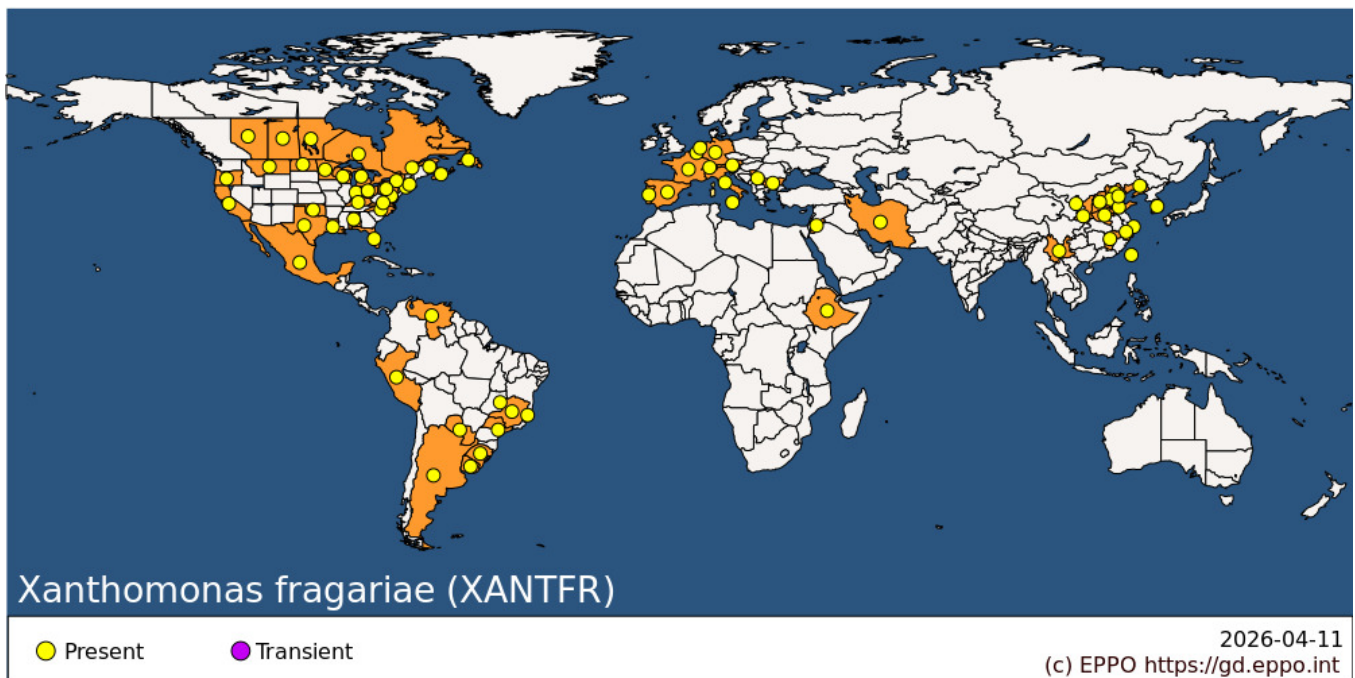 Xanthomonas fragariae (XANTFR)
Present
Transient
2026-04-11
(c) EPPO https://gd.eppo.int